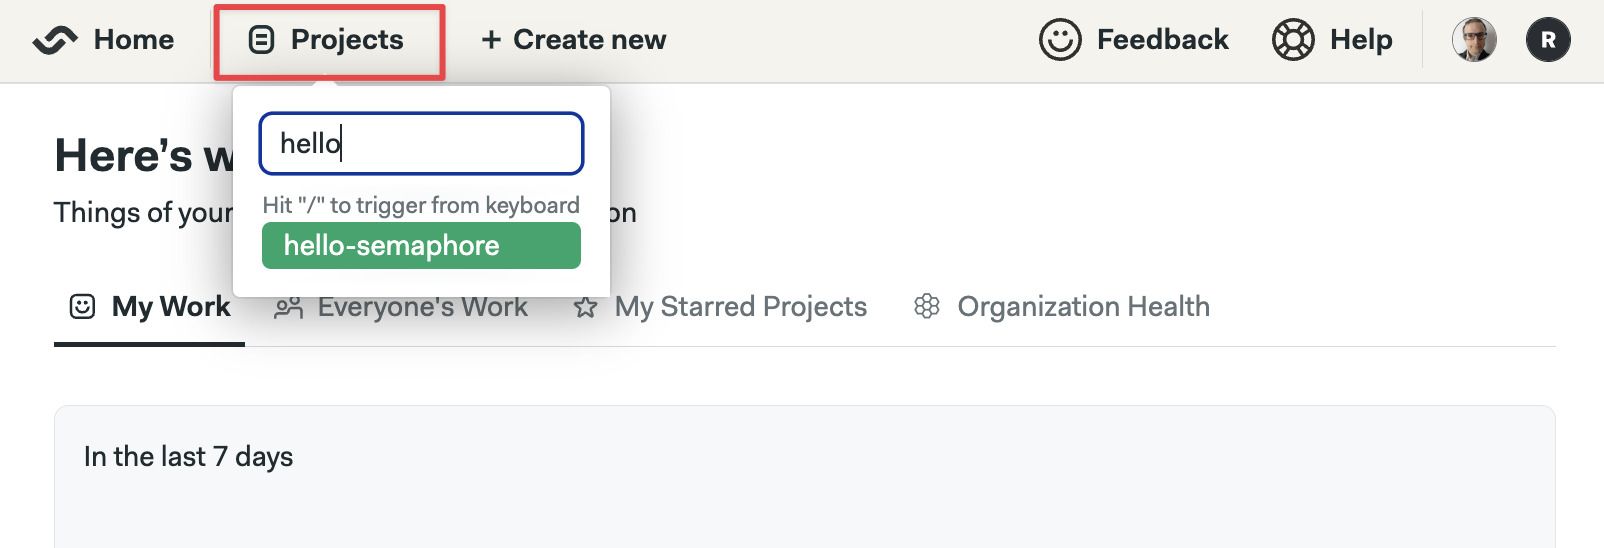 Home
Projects
+ Create new
Feedback
Help
R
hello
Hit "/" to trigger from keyboard
hello-semaphore
Here's w
Things of your on
My Work
Everyone's Work
My Starred Projects
Organization Health
In the last 7 days